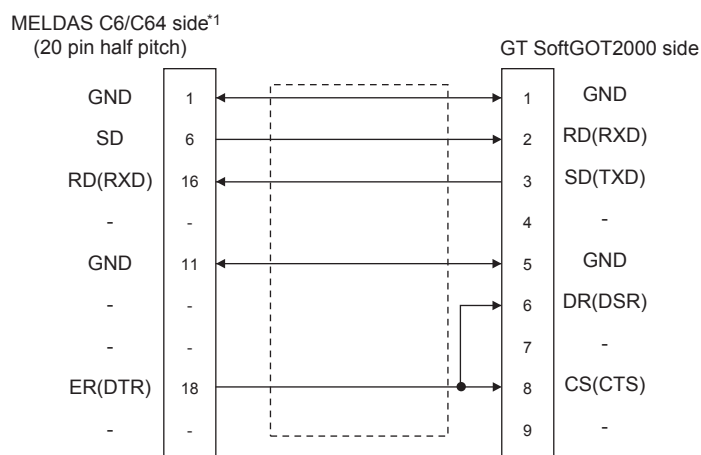 MELDAS C6/C64 side*1
(20 pin half pitch)
GT SoftGOT2000 side
GND 1 1 GND
SD 6 2 RD(RXD)
RD(RXD) 16 3 SD(TXD)
- - 4 -
GND 11 5 GND
- - 6 DR(DSR)
- - 7 -
ER(DTR) 18 8 CS(CTS)
- - 9 -